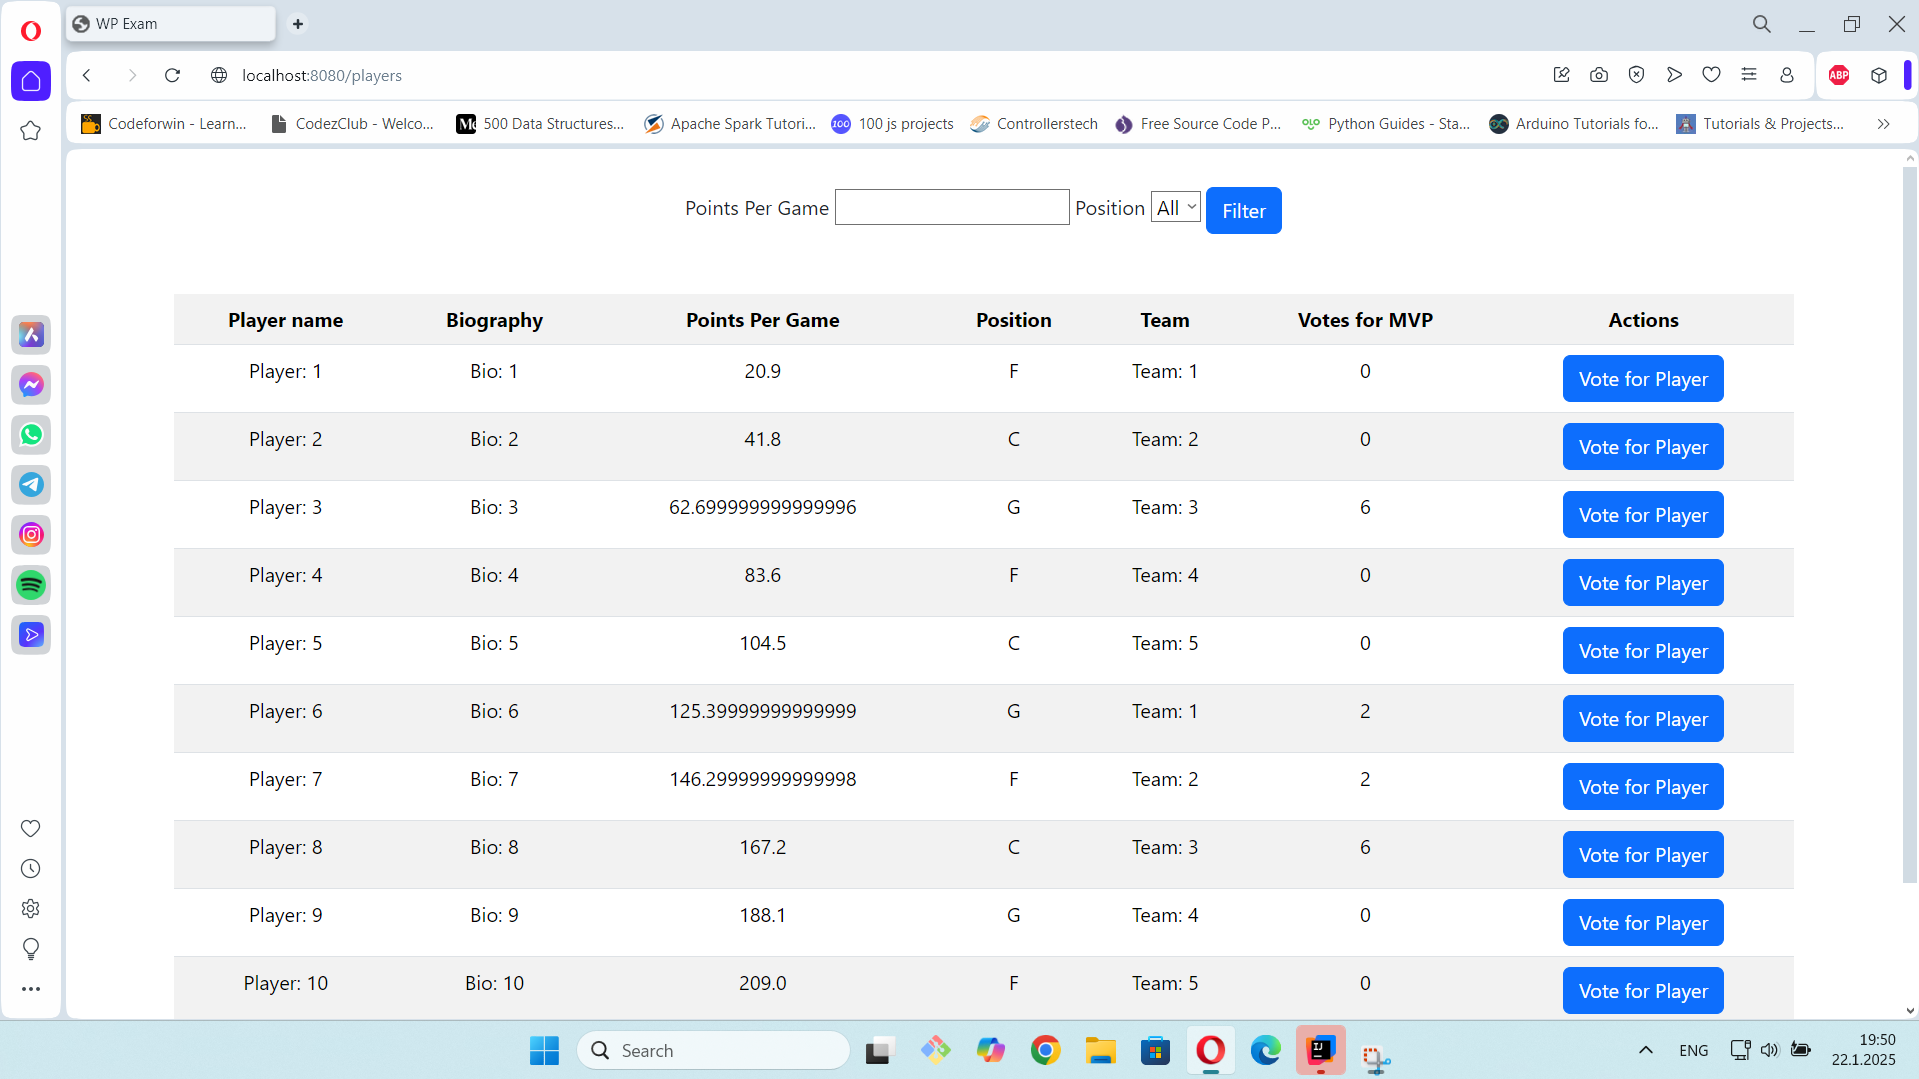 WP Exam
localhost:8080/players
ABP
Codeforwin - Learn... CodezClub - Welco... 500 Data Structures... Apache Spark Tutori... 100 js projects Controllerstech Free Source Code P... Python Guides - Sta... Arduino Tutorials fo... Tutorials & Projects...
Points Per Game Position All Filter
Player name Biography Points Per Game Position Team Votes for MVP Actions
Player: 1 Bio: 1 20.9 F Team: 1 0 Vote for Player
Player: 2 Bio: 2 41.8 C Team: 2 0 Vote for Player
Player: 3 Bio: 3 62.699999999999996 G Team: 3 6 Vote for Player
Player: 4 Bio: 4 83.6 F Team: 4 0 Vote for Player
Player: 5 Bio: 5 104.5 C Team: 5 0 Vote for Player
Player: 6 Bio: 6 125.39999999999999 G Team: 1 2 Vote for Player
Player: 7 Bio: 7 146.29999999999998 F Team: 2 2 Vote for Player
Player: 8 Bio: 8 167.2 C Team: 3 6 Vote for Player
Player: 9 Bio: 9 188.1 G Team: 4 0 Vote for Player
Player: 10 Bio: 10 209.0 F Team: 5 0 Vote for Player
Search
ENG
19:50
22.1.2025